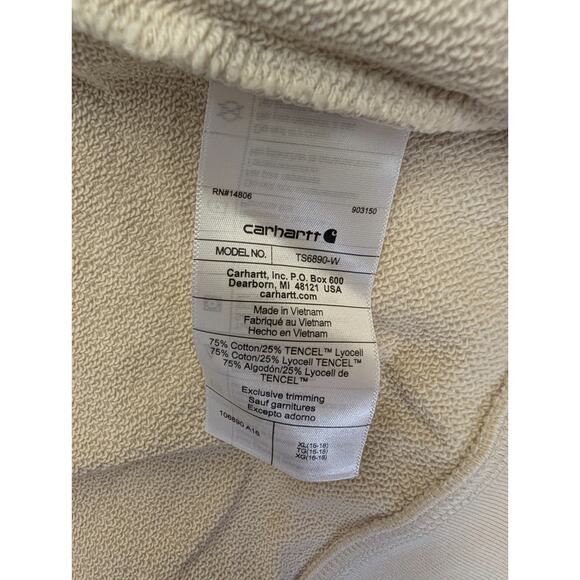 RN#14806
903150
carhartt
MODEL NO. TS6890-W
Carhartt, Inc. P.O. Box 600
Dearborn, MI 48121 USA
carhartt.com
Made in Vietnam
Fabriqué au Vietnam
Hecho en Vietnam
75% Cotton/25% TENCEL™ Lyocell
75% Coton/25% Lyocell TENCEL™
75% Algodón/25% Lyocell de
TENCEL™
Exclusive trimming
Sauf garnitures
Excepto adorno
106890 A16
XL(16-18)
TG(16-18)
XG(16-18)